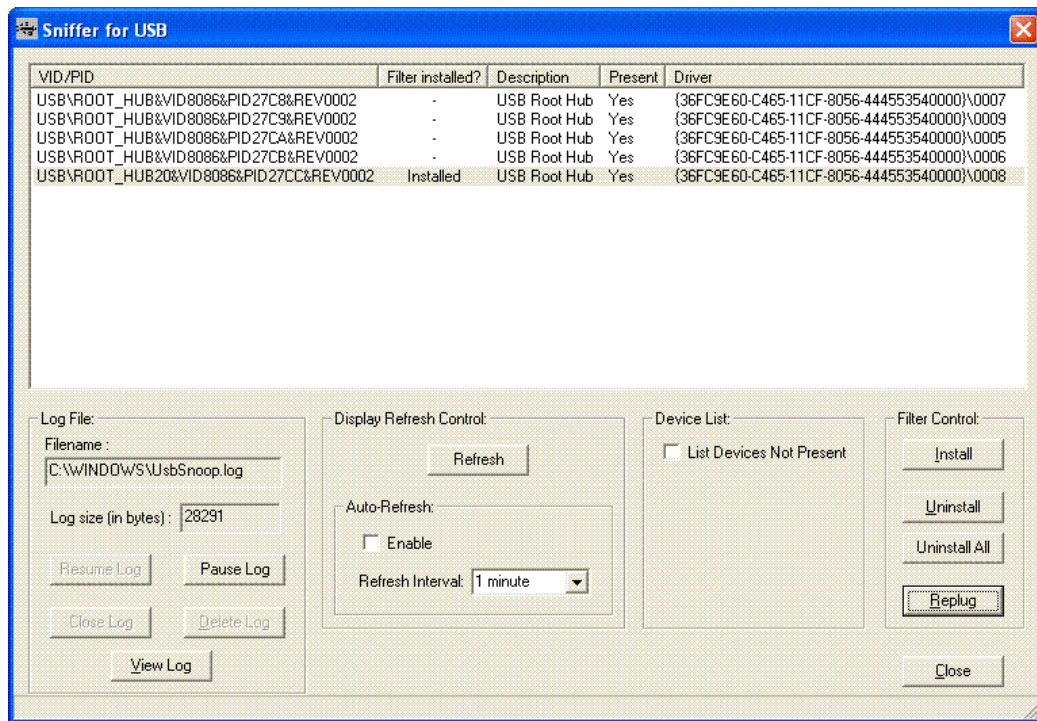 Sniffer for USB
VID/PID Filter installed? Description Present Driver
USB\ROOT_HUB&VID8086&PID27C8&REV0002 - USB Root Hub Yes {36FC9E60-C465-11CF-8056-444553540000}\0007
USB\ROOT_HUB&VID8086&PID27C9&REV0002 - USB Root Hub Yes {36FC9E60-C465-11CF-8056-444553540000}\0009
USB\ROOT_HUB&VID8086&PID27CA&REV0002 - USB Root Hub Yes {36FC9E60-C465-11CF-8056-444553540000}\0005
USB\ROOT_HUB&VID8086&PID27CB&REV0002 - USB Root Hub Yes {36FC9E60-C465-11CF-8056-444553540000}\0006
USB\ROOT_HUB20&VID8086&PID27CC&REV0002 Installed USB Root Hub Yes {36FC9E60-C465-11CF-8056-444553540000}\0008
Log File:
Filename :
C:\WINDOWS\UsbSnoop.log
Log size (in bytes) : 28291
Resume Log Pause Log
Close Log Delete Log
View Log
Display Refresh Control:
Refresh
Auto-Refresh:
Enable
Refresh Interval: 1 minute
Device List:
List Devices Not Present
Filter Control:
Install
Uninstall
Uninstall All
Replug
Close